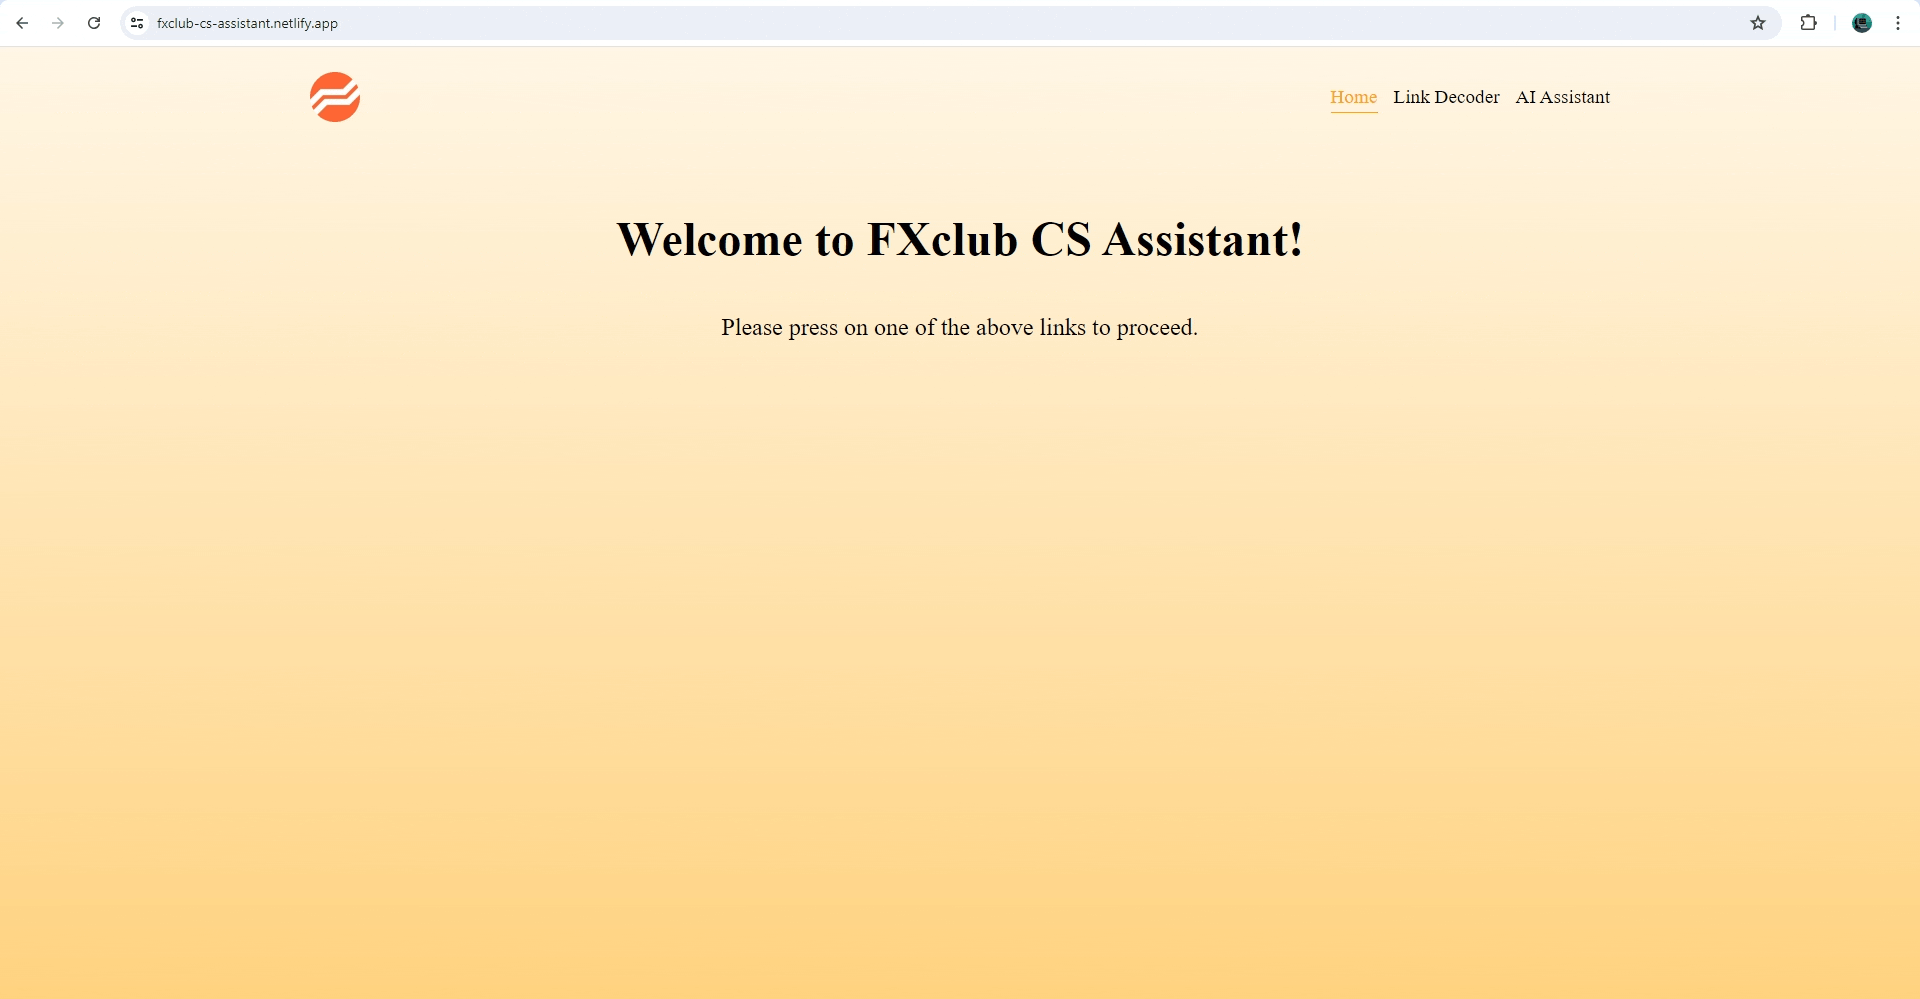 fxclub-cs-assistant.netlify.app
Home Link Decoder AI Assistant
Welcome to FXclub CS Assistant!
Please press on one of the above links to proceed.